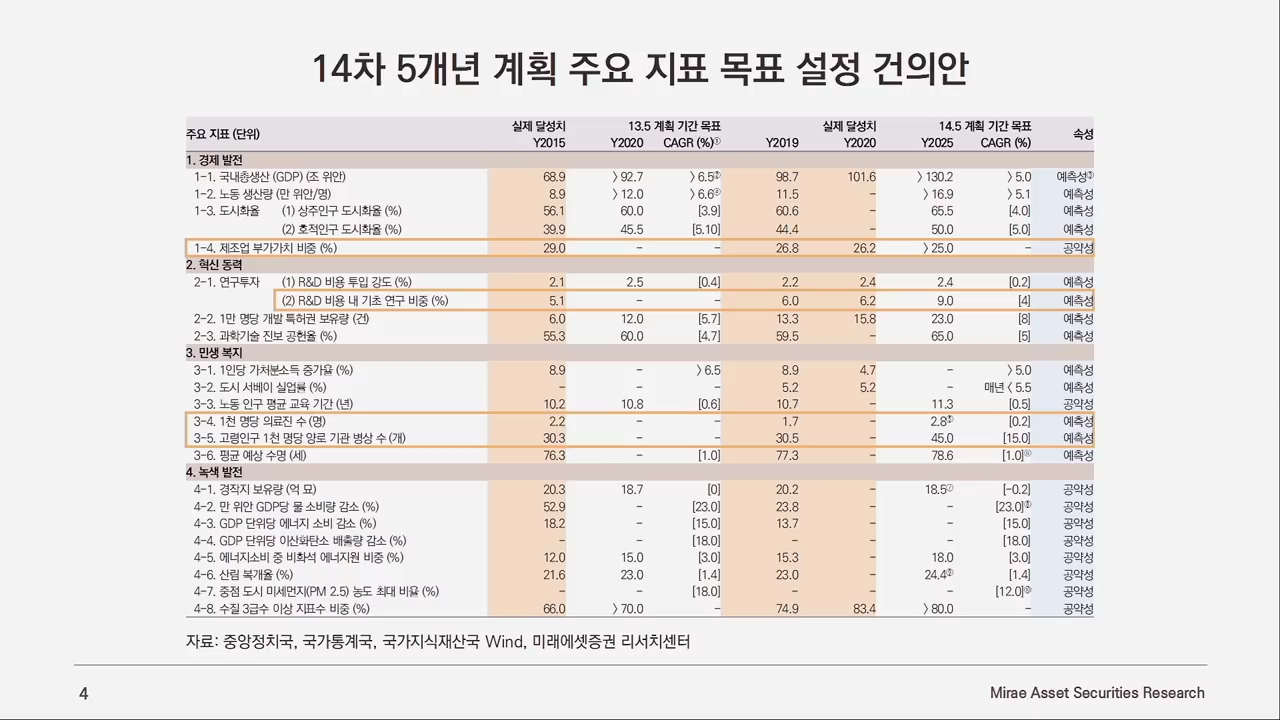 14차 5개년 계획 주요 지표 목표 설정 건의안
주요 지표 (단위) 실제 달성치 13.5 계획 기간 목표 실제 달성치 14.5 계획 기간 목표 속성
Y2015 Y2020 CAGR (%)① Y2019 Y2020 Y2025 CAGR (%)
1. 경제 발전
1-1. 국내총생산 (GDP) (조 위안) 68.9 > 92.7 > 6.5② 98.7 101.6 > 130.2 > 5.0 예측성③
1-2. 노동 생산량 (만 위안/명) 8.9 > 12.0 > 6.6④ 11.5 - > 16.9 > 5.1 예측성
1-3. 도시화율 (1) 상주인구 도시화율 (%) 56.1 60.0 [3.9] 60.6 - 65.5 [4.0] 예측성
(2) 호적인구 도시화율 (%) 39.9 45.5 [5.10] 44.4 - 50.0 [5.0] 예측성
1-4. 제조업 부가가치 비중 (%) 29.0 - - 26.8 26.2 > 25.0 - 공약성
2. 혁신 동력
2-1. 연구투자 (1) R&D 비용 투입 강도 (%) 2.1 2.5 [0.4] 2.2 2.4 2.4 [0.2] 예측성
(2) R&D 비용 내 기초 연구 비중 (%) 5.1 - - 6.0 6.2 9.0 [4] 예측성
2-2. 1만 명당 개발 특허권 보유량 (건) 6.0 12.0 [5.7] 13.3 15.8 23.0 [8] 예측성
2-3. 과학기술 진보 공헌율 (%) 55.3 60.0 [4.7] 59.5 - 65.0 [5] 예측성
3. 민생 복지
3-1. 1인당 가처분소득 증가율 (%) 8.9 - > 6.5 8.9 4.7 - > 5.0 예측성
3-2. 도시 서베이 실업률 (%) - - - 5.2 5.2 매년 < 5.5 예측성
3-3. 노동 인구 평균 교육 기간 (년) 10.2 10.8 [0.6] 10.7 - 11.3 [0.5] 공약성
3-4. 1천 명당 의료진 수 (명) 2.2 - - 1.7 - 2.8 [0.2] 예측성
3-5. 고령인구 1천 명당 양로 기관 병상 수 (개) 30.3 - - 30.5 - 45.0 [15.0] 예측성
3-6. 평균 예상 수명 (세) 76.3 - [1.0] 77.3 - 78.6 [1.0] 예측성
4. 녹색 발전
4-1. 경작지 보유량 (억 묘) 20.3 18.7 [0] 20.2 - 18.5⑦ [-0.2] 공약성
4-2. 만 위안 GDP당 물 소비량 감소 (%) 52.9 - [23.0] 23.8 - - [23.0] 공약성
4-3. GDP 단위당 에너지 소비 감소 (%) 18.2 - [15.0] 13.7 - - [15.0] 공약성
4-4. GDP 단위당 이산화탄소 배출량 감소 (%) - - [18.0] - - - [18.0] 공약성
4-5. 에너지소비 중 비화석 에너지원 비중 (%) 12.0 15.0 [3.0] 15.3 - 18.0 [3.0] 공약성
4-6. 산림 복개율 (%) 21.6 23.0 [1.4] 23.0 - 24.4 [1.4] 공약성
4-7. 중점 도시 미세먼지(PM 2.5) 농도 최대 비율 (%) - - [18.0] - - - [12.0] 공약성
4-8. 수질 3급수 이상 지표수 비중 (%) 66.0 > 70.0 - 74.9 83.4 > 80.0 - 공약성
자료: 중앙정치국, 국가통계국, 국가지식재산국 Wind, 미래에셋증권 리서치센터
4
Mirae Asset Securities Research